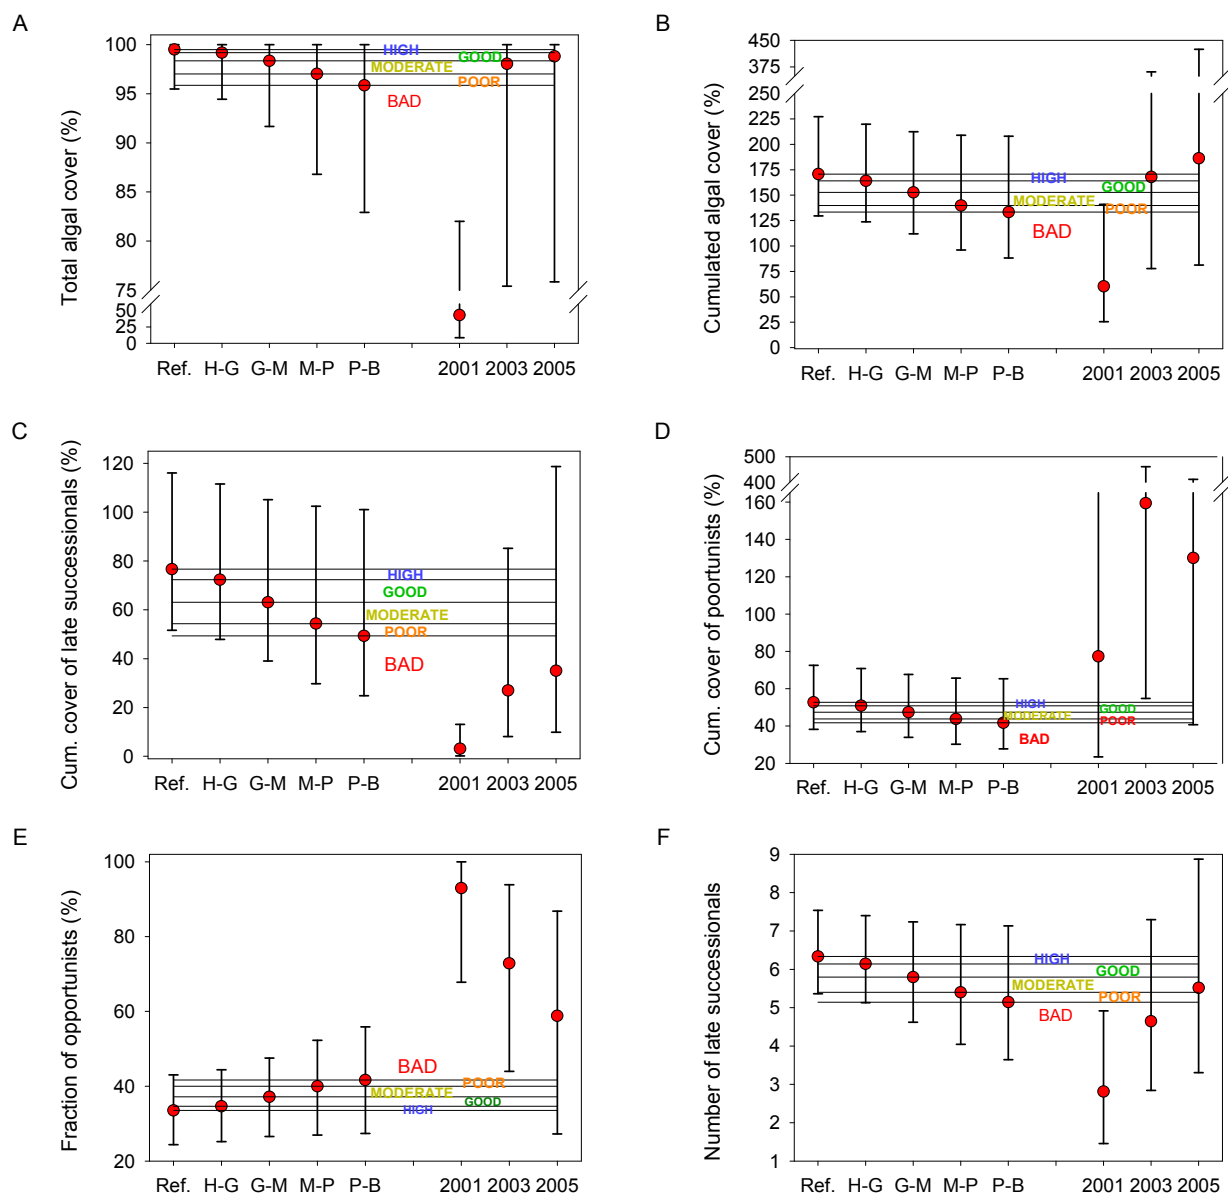 A
Total algal cover (%)
100
95
90
85
80
75
50
25
0
HIGH
GOOD
MODERATE
POOR
BAD
Ref. H-G G-M M-P P-B 2001 2003 2005
B
Cumulated algal cover (%)
450
375
250
225
200
175
150
125
100
75
50
25
0
HIGH
GOOD
MODERATE
POOR
BAD
Ref. H-G G-M M-P P-B 2001 2003 2005
C
Cum. cover of late successionals (%)
120
100
80
60
40
20
0
HIGH
GOOD
MODERATE
POOR
BAD
Ref. H-G G-M M-P P-B 2001 2003 2005
D
Cum. cover of poortunists (%)
500
400
160
140
120
100
80
60
40
20
HIGH
GOOD
MODERATE
POOR
BAD
Ref. H-G G-M M-P P-B 2001 2003 2005
E
Fraction of opportunists (%)
100
80
60
40
20
BAD
POOR
MODERATE
GOOD
HIGH
Ref. H-G G-M M-P P-B 2001 2003 2005
F
Number of late successionals
9
8
7
6
5
4
3
2
1
HIGH
GOOD
MODERATE
POOR
BAD
Ref. H-G G-M M-P P-B 2001 2003 2005